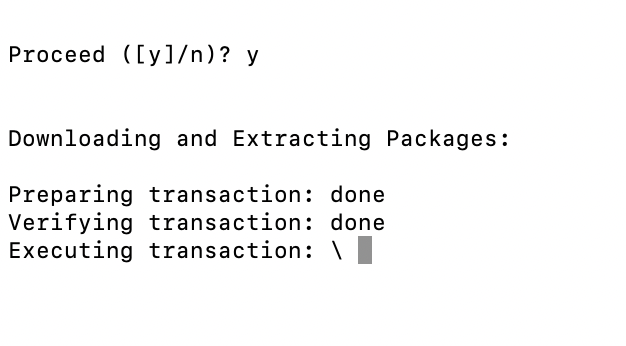 Proceed ([y]/n)? y
Downloading and Extracting Packages:
Preparing transaction: done
Verifying transaction: done
Executing transaction: \